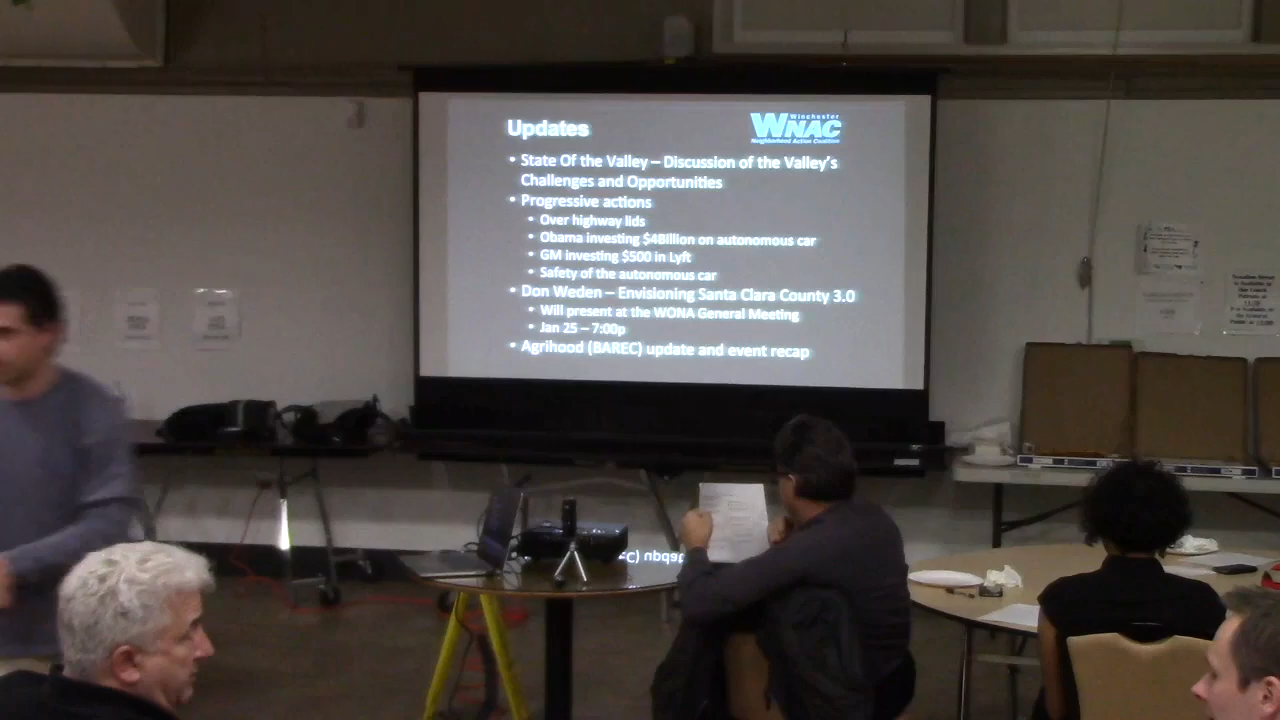 Updates
Winchester
WNAC
Neighborhood Action Coalition
• State Of the Valley – Discussion of the Valley's
Challenges and Opportunities
• Progressive actions
• Over highway lids
• Obama investing $4Billion on autonomous car
• GM investing $500 in Lyft
• Safety of the autonomous car
• Don Weden – Envisioning Santa Clara County 3.0
• Will present at the WONA General Meeting
• Jan 25 – 7:00p
• Agrihood (BAREC) update and event recap